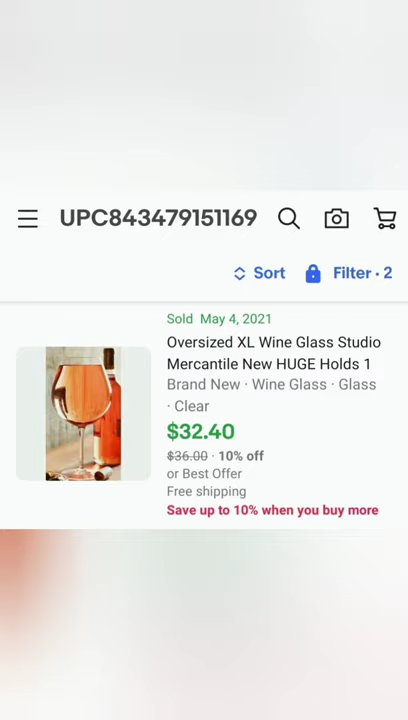 UPC843479151169
Sort
Filter · 2
Sold May 4, 2021
Oversized XL Wine Glass Studio
Mercantile New HUGE Holds 1
Brand New · Wine Glass · Glass
· Clear
$32.40
$36.00 · 10% off
or Best Offer
Free shipping
Save up to 10% when you buy more